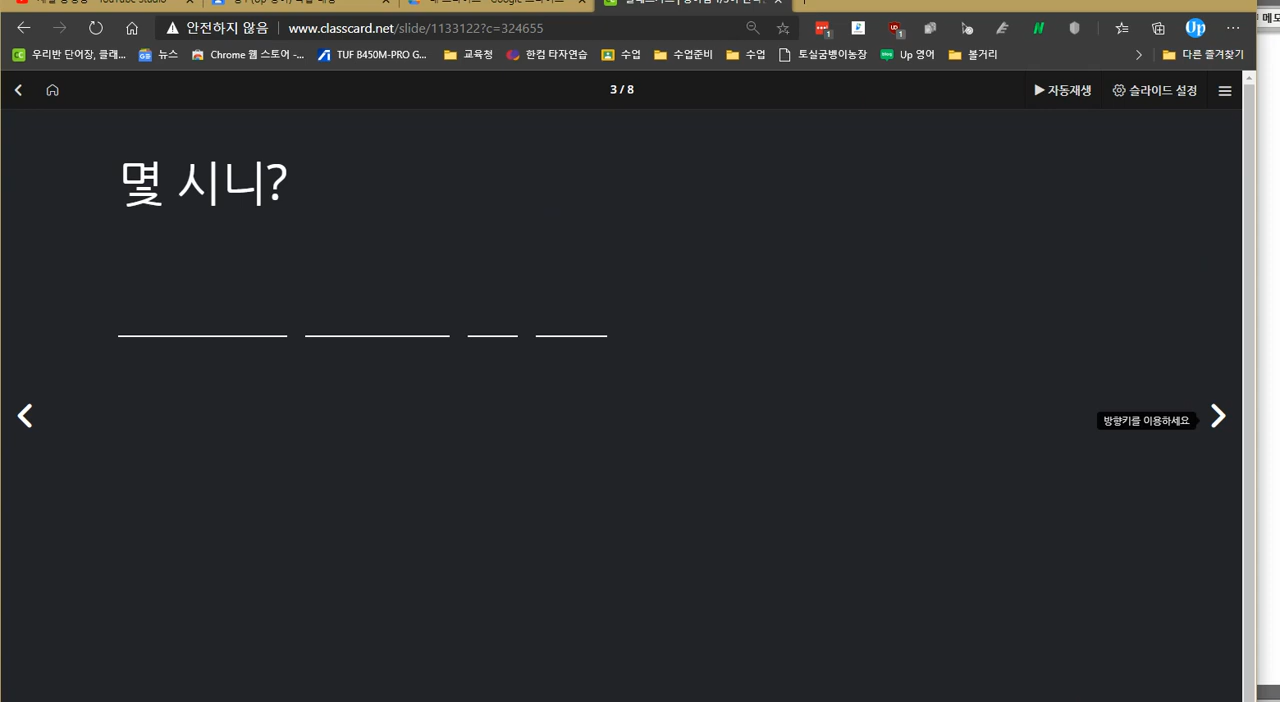 안전하지 않음 www.classcard.net/slide/1133122?c=324655
우리반 단어장, 클래... 뉴스 Chrome 웹 스토어 -... TUF B450M-PRO G... 교육청 한컴 타자연습 수업 수업준비 수업 토실궁뱅이농장 Up 영어 볼거리 다른 즐겨찾기
3 / 8 자동재생 슬라이드 설정
몇 시니?
방향키를 이용하세요